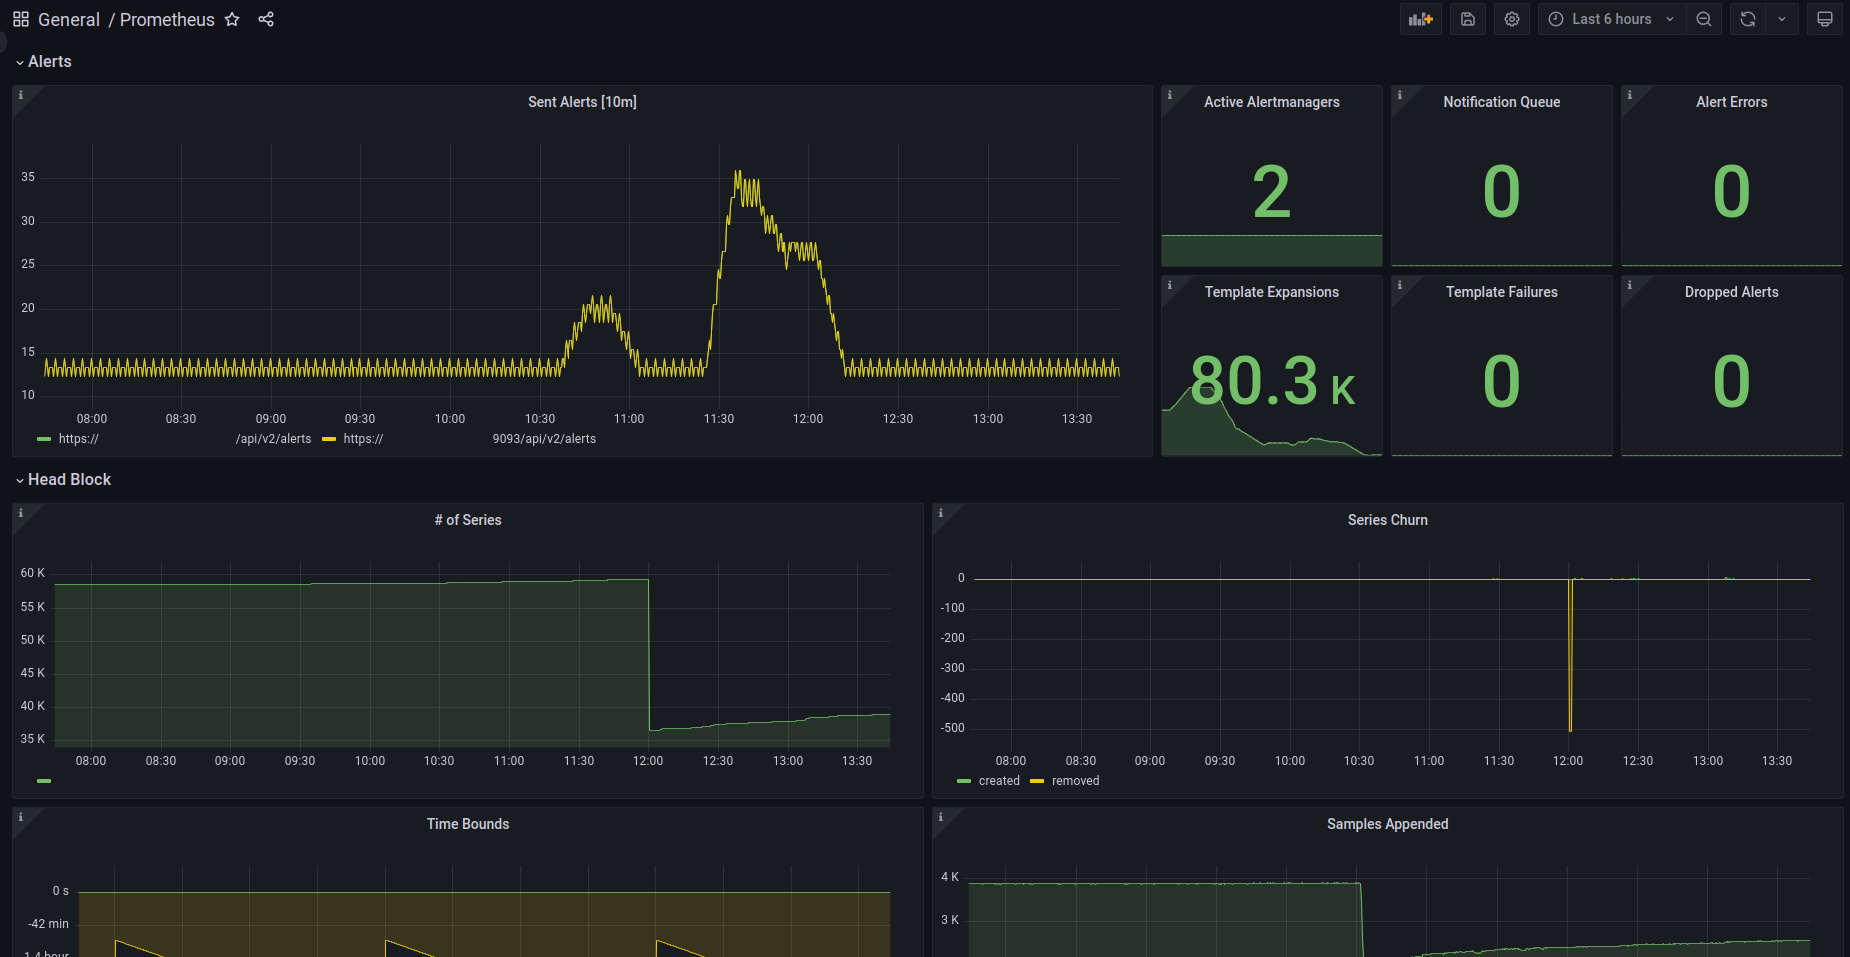 General / Prometheus
Last 6 hours
Alerts
Sent Alerts [10m]
35
30
25
20
15
10
08:00 08:30 09:00 09:30 10:00 10:30 11:00 11:30 12:00 12:30 13:00 13:30
https:// /api/v2/alerts https:// 9093/api/v2/alerts
Active Alertmanagers
2
Notification Queue
0
Alert Errors
0
Template Expansions
80.3 K
Template Failures
0
Dropped Alerts
0
Head Block
# of Series
60 K
55 K
50 K
45 K
40 K
35 K
08:00 08:30 09:00 09:30 10:00 10:30 11:00 11:30 12:00 12:30 13:00 13:30
Series Churn
0
-100
-200
-300
-400
-500
08:00 08:30 09:00 09:30 10:00 10:30 11:00 11:30 12:00 12:30 13:00 13:30
created removed
Time Bounds
0 s
-42 min
1.4 hour
Samples Appended
4 K
3 K